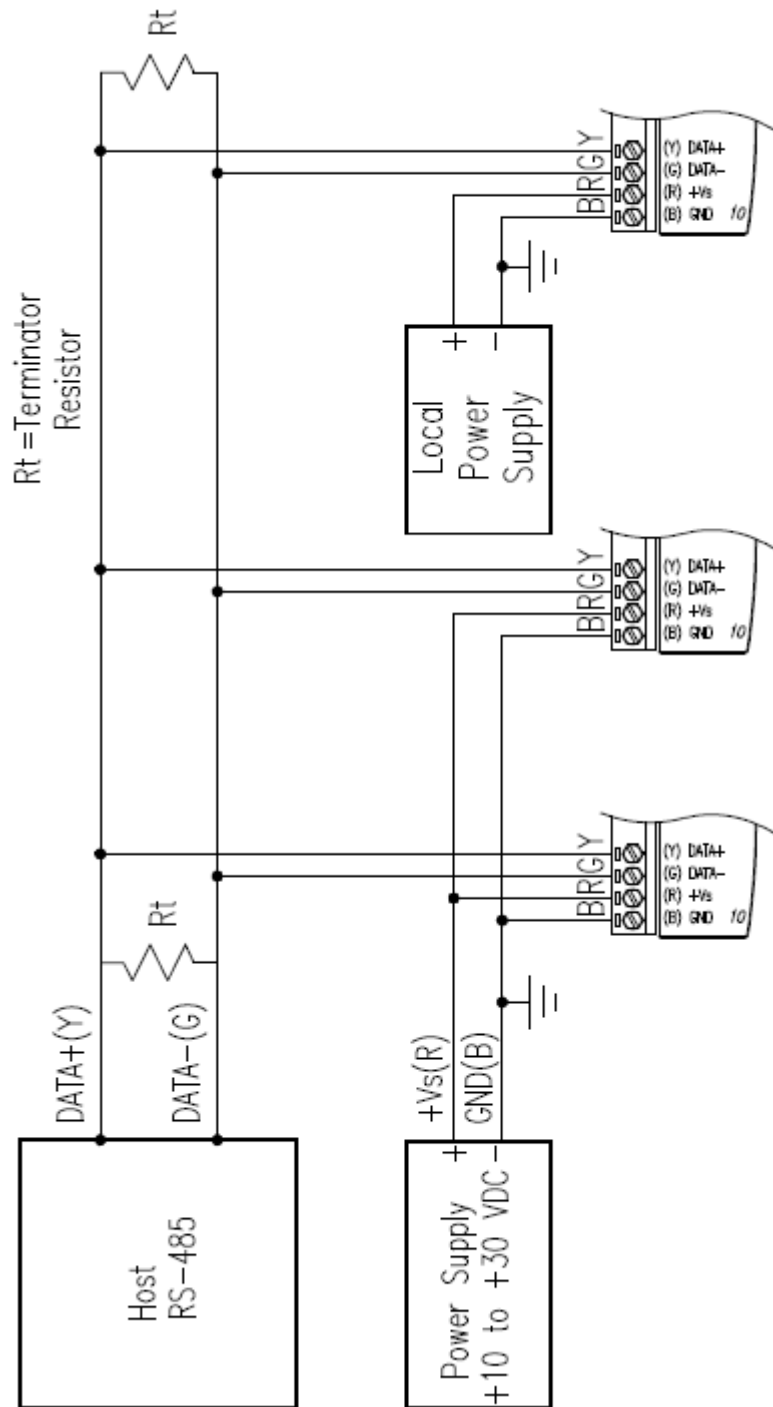 Host
RS-485
DATA+(Y)
DATA-(G)
Rt
Rt =Terminator
Resistor
Rt
Power Supply
+10 to +30 VDC
+
-
+Vs(R)
GND(B)
Local
Power
Supply
+
-
BRGY
(Y) DATA+
(G) DATA-
(R) +Vs
(B) GND 10
BRGY
(Y) DATA+
(G) DATA-
(R) +Vs
(B) GND 10
BRGY
(Y) DATA+
(G) DATA-
(R) +Vs
(B) GND 10